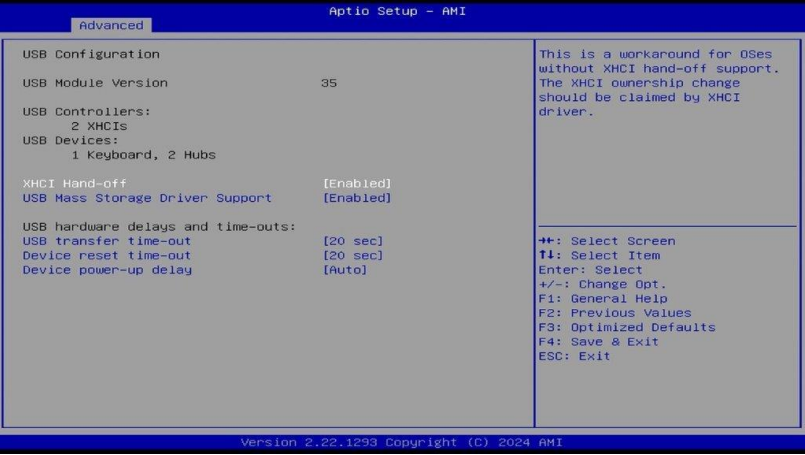 Aptio Setup - AMI
Advanced
USB Configuration
USB Module Version 35
USB Controllers:
2 XHCIs
USB Devices:
1 Keyboard, 2 Hubs
XHCI Hand-off [Enabled]
USB Mass Storage Driver Support [Enabled]
USB hardware delays and time-outs:
USB transfer time-out [20 sec]
Device reset time-out [20 sec]
Device power-up delay [Auto]
This is a workaround for OSes
without XHCI hand-off support.
The XHCI ownership change
should be claimed by XHCI
driver.
→←: Select Screen
↑↓: Select Item
Enter: Select
+/-: Change Opt.
F1: General Help
F2: Previous Values
F3: Optimized Defaults
F4: Save & Exit
ESC: Exit
Version 2.22.1293 Copyright (C) 2024 AMI